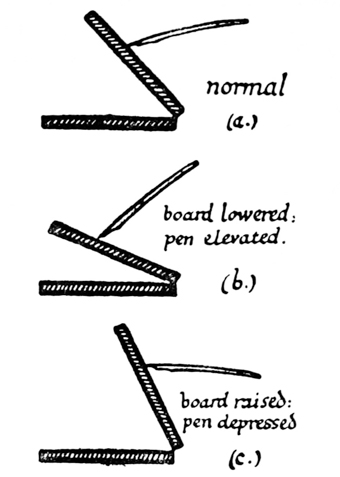 normal
(a.)
board lowered:
pen elevated.
(b.)
board raised:
pen depressed
(c.)